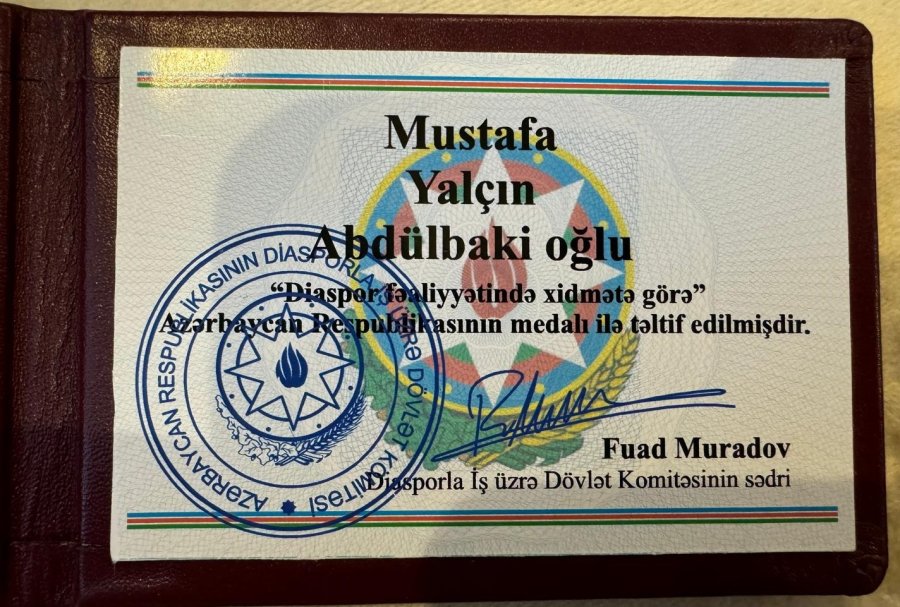 Mustafa
Yalçın
Abdülbaki oğlu
“Diaspor fəaliyyətində xidmətə görə”
Azərbaycan Respublikasının medalı ilə təltif edilmişdir.
Fuad Muradov
Diasporla İş üzrə Dövlət Komitəsinin sədri
AZƏRBAYCAN RESPUBLİKASININ DİASPORLA İŞ ÜZRƏ DÖVLƏT KOMİTƏSİ